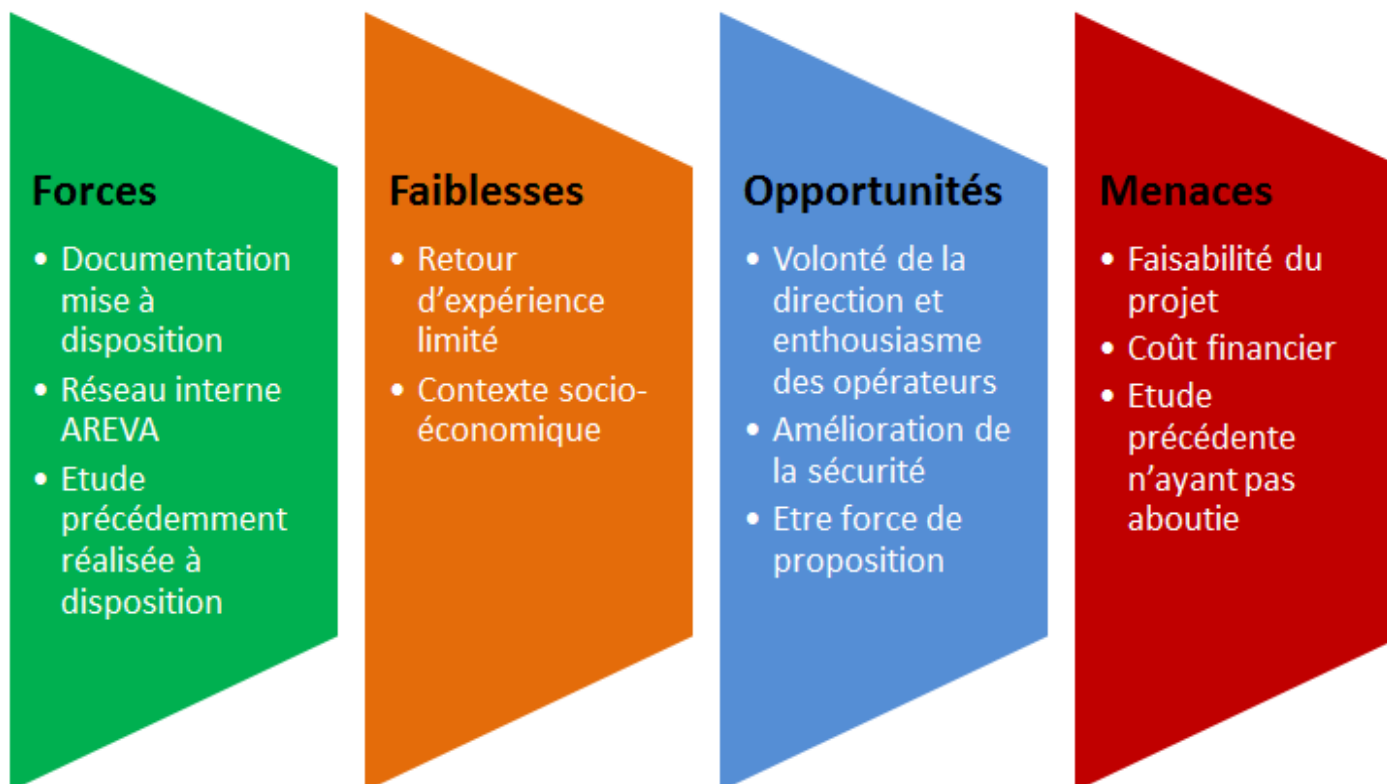 Forces
• Documentation
mise à
disposition
• Réseau interne
AREVA
• Etude
précédemment
réalisée à
disposition
Faiblesses
• Retour
d’expérience
limité
• Contexte socio-
économique
Opportunités
• Volonté de la
direction et
enthousiasme
des opérateurs
• Amélioration de
la sécurité
• Etre force de
proposition
Menaces
• Faisabilité du
projet
• Coût financier
• Etude
précédente
n’ayant pas
aboutie